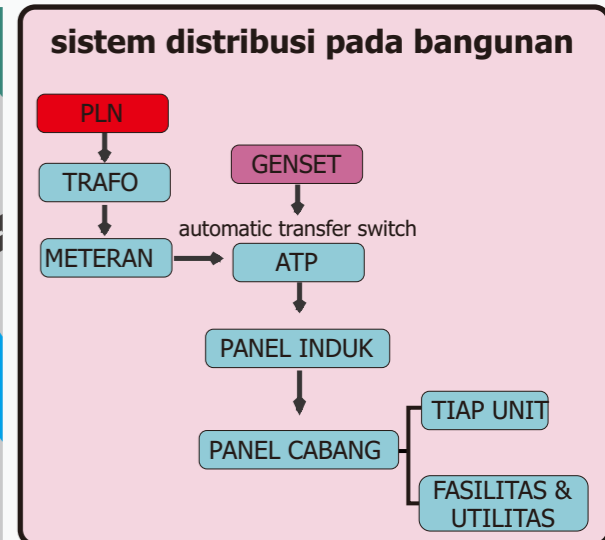 sistem distribusi pada bangunan
PLN
GENSET
TRAFO
automatic transfer switch
METERAN
ATP
PANEL INDUK
TIAP UNIT
PANEL CABANG
FASILITAS &
UTILITAS